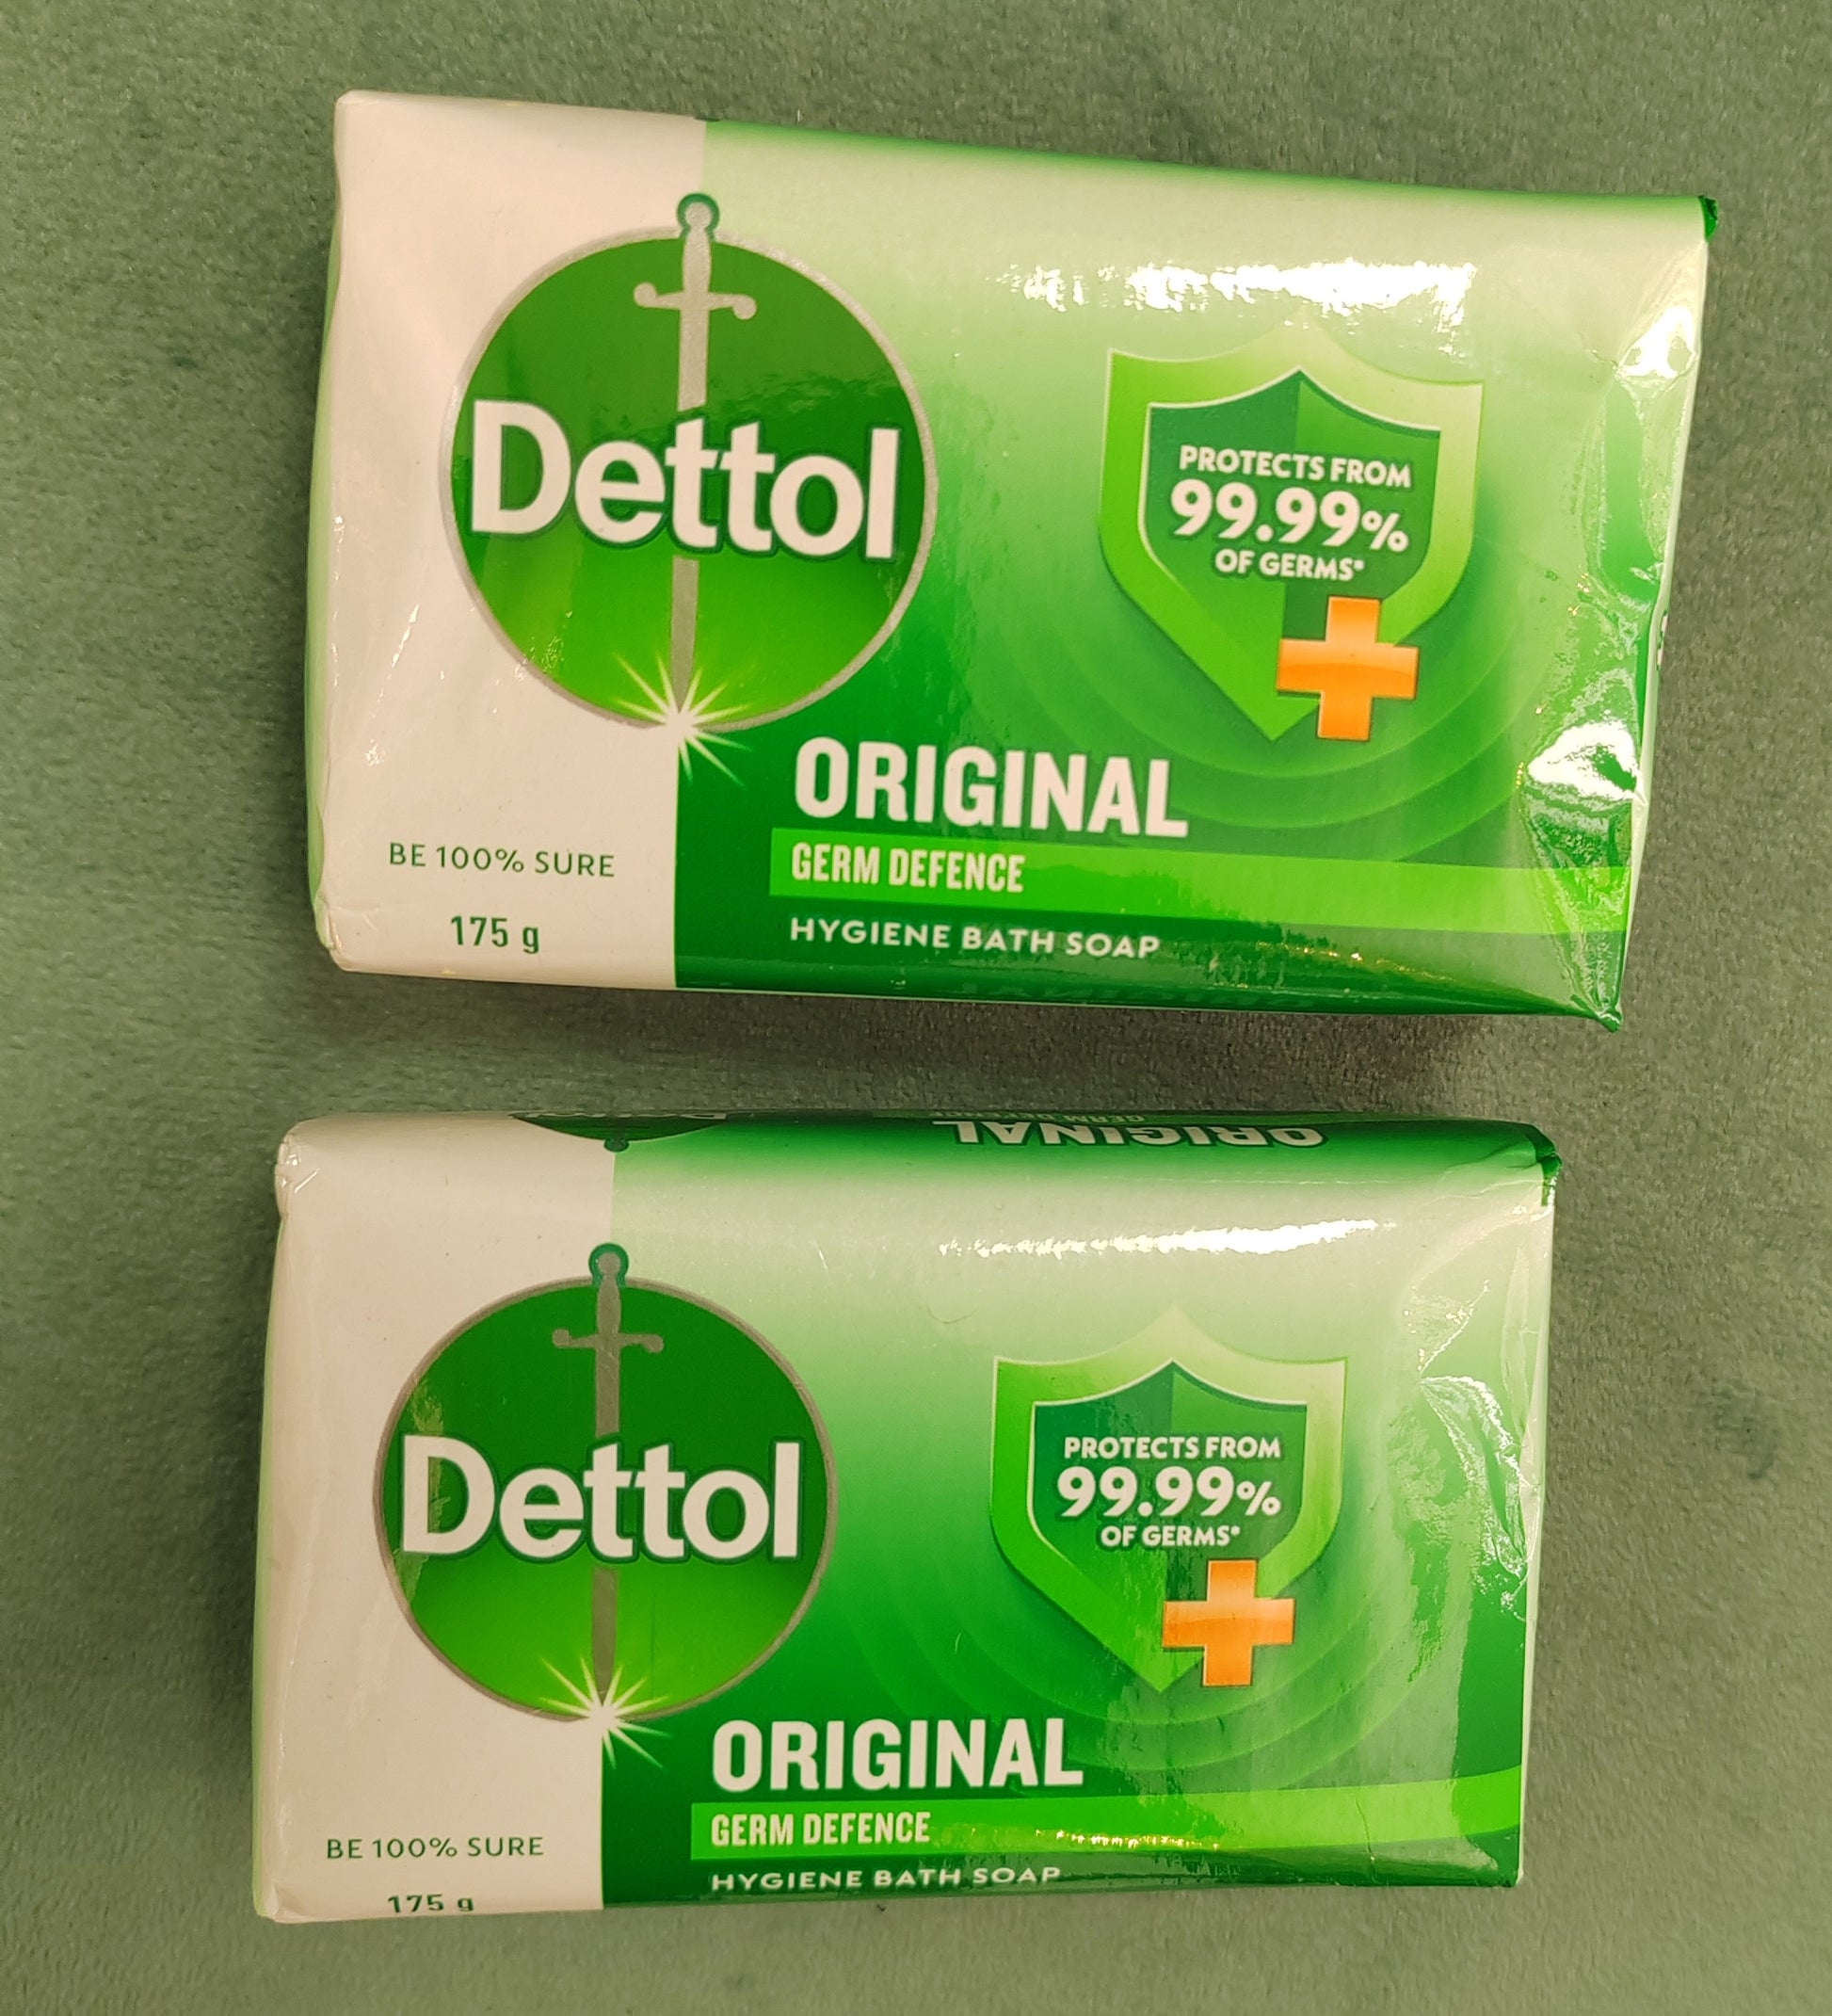 Dettol
PROTECTS FROM
99.99%
OF GERMS*
ORIGINAL
GERM DEFENCE
HYGIENE BATH SOAP
BE 100% SURE
175 g
ORIGINAL
Dettol
PROTECTS FROM
99.99%
OF GERMS*
ORIGINAL
GERM DEFENCE
HYGIENE BATH SOAP
BE 100% SURE
175 g